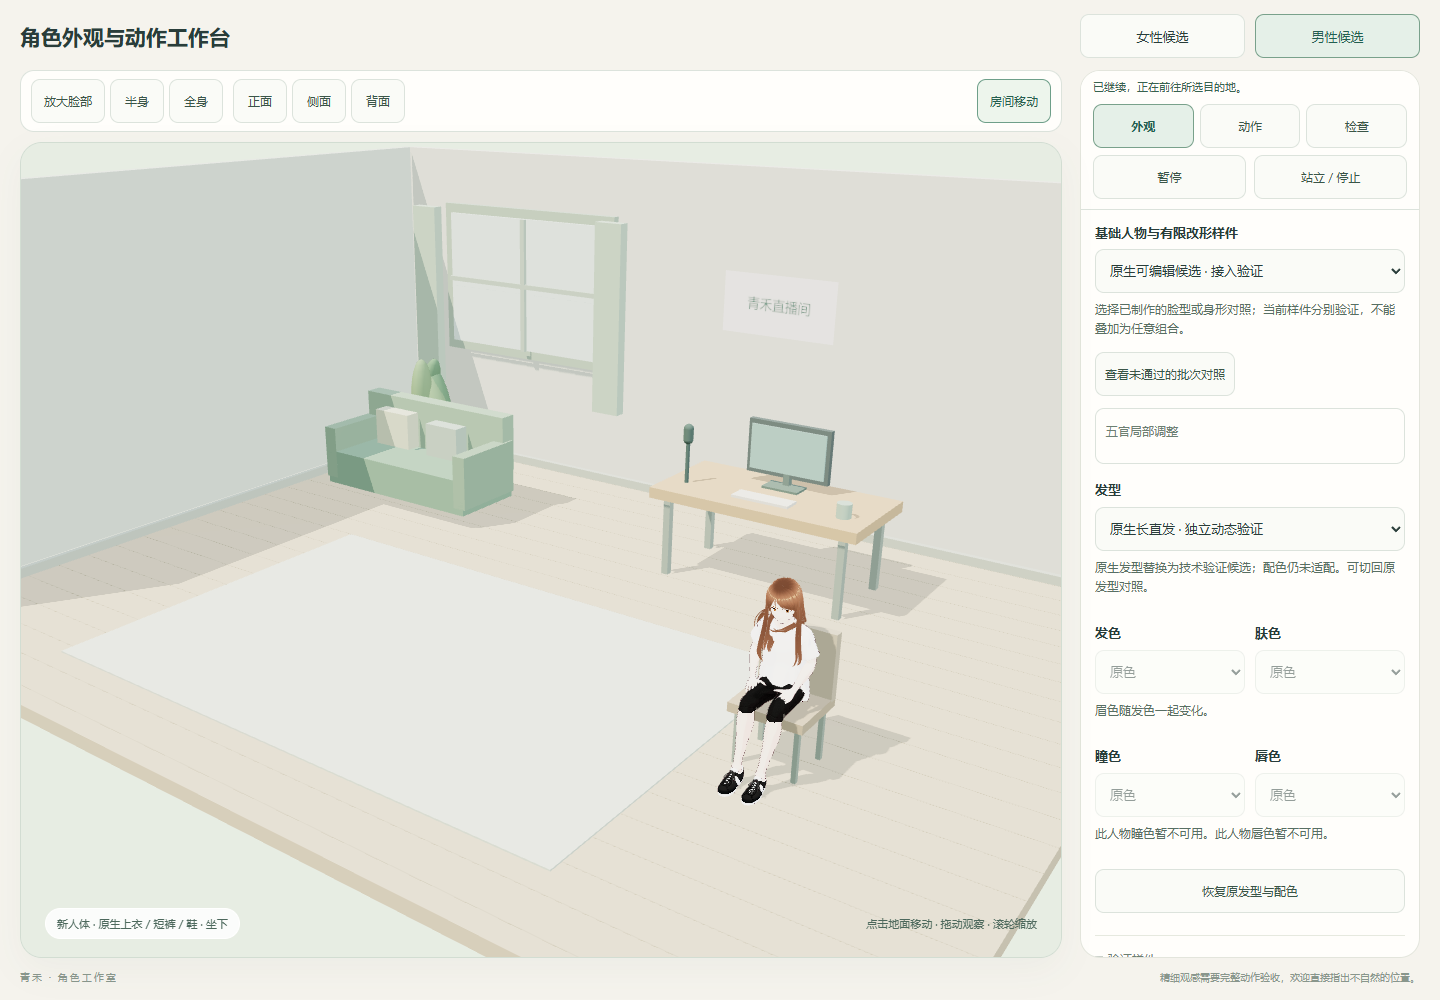 角色外观与动作工作台
女性候选
男性候选
放大脸部
半身
全身
正面
侧面
背面
房间移动
已继续，正在前往所选目的地。
外观
动作
检查
暂停
站立 / 停止
青禾直播间
基础人物与有限改形样件
原生可编辑候选 · 接入验证
选择已制作的脸型或身形对照；当前样件分别验证，不能
叠加为任意组合。
查看未通过的批次对照
五官局部调整
发型
原生长直发 · 独立动态验证
原生发型替换为技术验证候选；配色仍未适配。可切回原
发型对照。
发色
肤色
原色
原色
眉色随发色一起变化。
瞳色
唇色
原色
原色
此人物瞳色暂不可用。此人物唇色暂不可用。
恢复原发型与配色
新人体 · 原生上衣 / 短裤 / 鞋 · 坐下
点击地面移动 · 拖动观察 · 滚轮缩放
青禾 · 角色工作室
精细观感需要完整动作验收，欢迎直接指出不自然的位置。